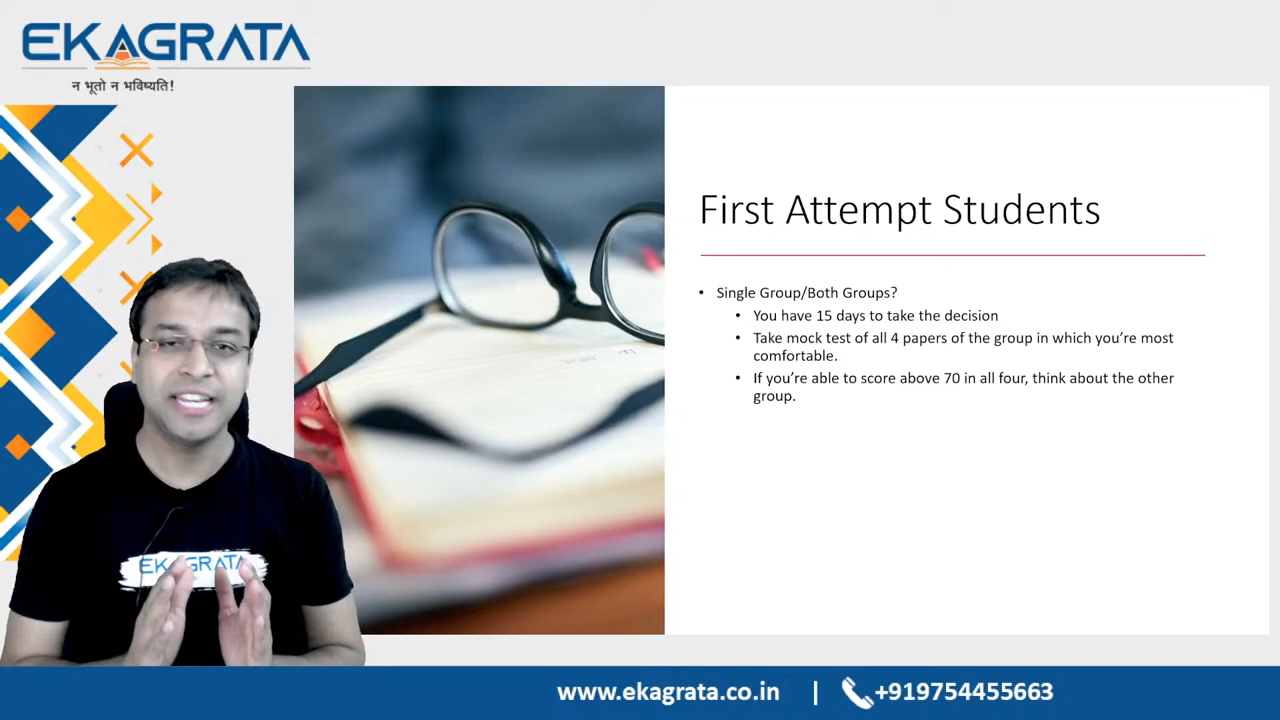 EKAGRATA
न भूतो न भविष्यति!
First Attempt Students
• Single Group/Both Groups?
• You have 15 days to take the decision
• Take mock test of all 4 papers of the group in which you’re most
comfortable.
• If you’re able to score above 70 in all four, think about the other
group.
EKAGRATA
www.ekagrata.co.in | +919754455663